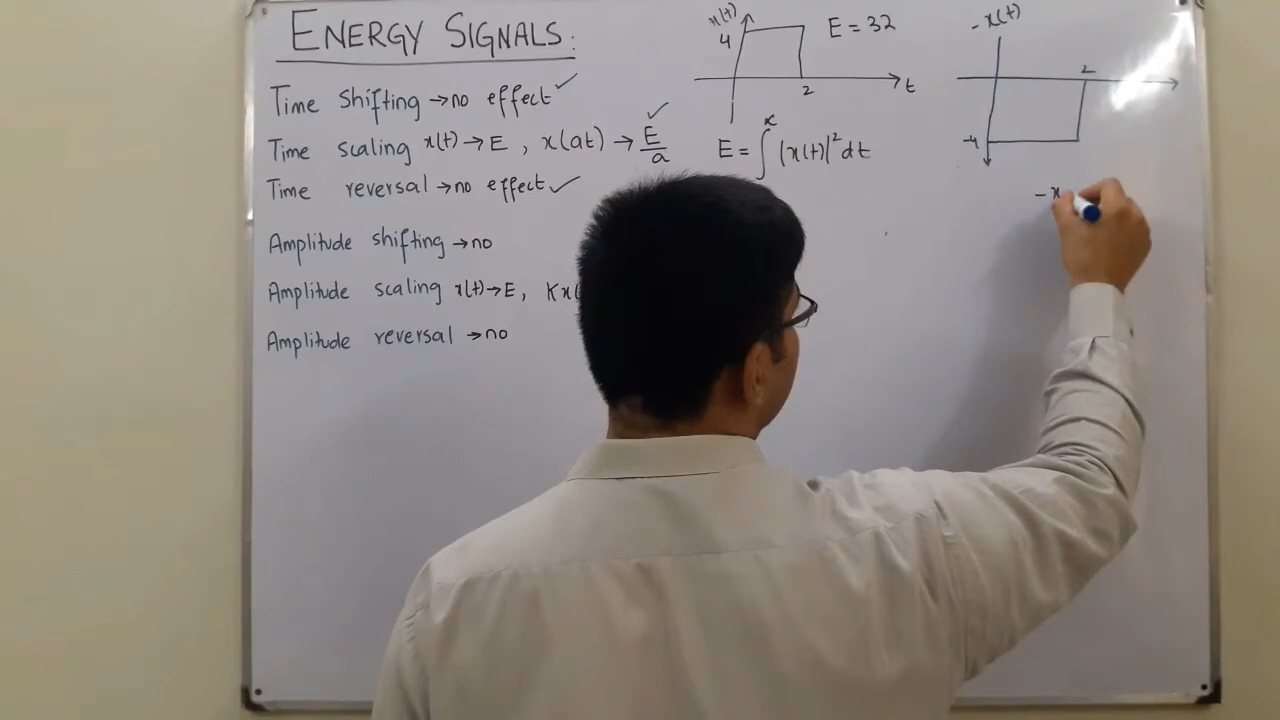 ENERGY SIGNALS:
Time shifting → no effect ✓
Time scaling x(t) → E , x(at) → E/a ✓
Time reversal → no effect ✓
Amplitude shifting → no
Amplitude scaling x(t) → E, Kx(
Amplitude reversal → no
x(t)
4
E = 32
2
t
E = ∫ |x(t)|² dt
-x(t)
2
-4
-x